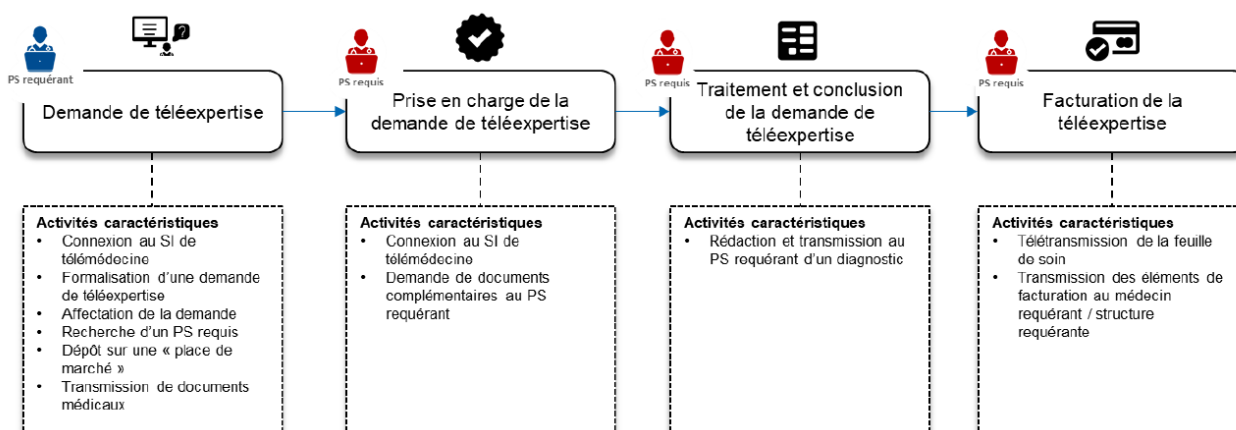 PS requérant
Demande de téléexpertise
PS requis
Prise en charge de la
demande de téléexpertise
PS requis
Traitement et conclusion
de la demande de
téléexpertise
PS requis
Facturation de la
téléexpertise
Activités caractéristiques
• Connexion au SI de
télémédecine
• Formalisation d'une demande
de téléexpertise
• Affectation de la demande
• Recherche d'un PS requis
• Dépôt sur une « place de
marché »
• Transmission de documents
médicaux
Activités caractéristiques
• Connexion au SI de
télémédecine
• Demande de documents
complémentaires au PS
requérant
Activités caractéristiques
• Rédaction et transmission au
PS requérant d'un diagnostic
Activités caractéristiques
• Télétransmission de la feuille
de soin
• Transmission des éléments de
facturation au médecin
requérant / structure
requérante